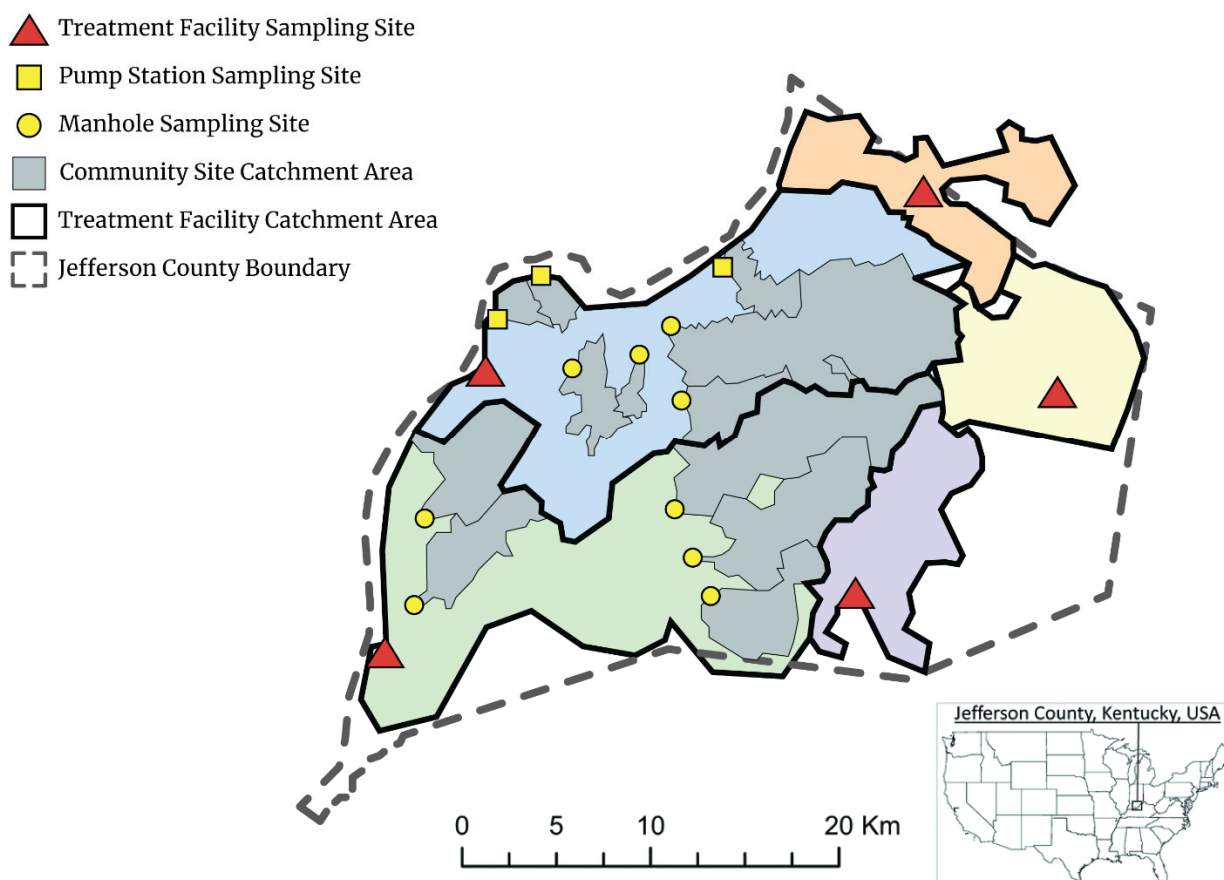 Treatment Facility Sampling Site
Pump Station Sampling Site
Manhole Sampling Site
Community Site Catchment Area
Treatment Facility Catchment Area
Jefferson County Boundary
Jefferson County, Kentucky, USA
0 5 10 20 Km